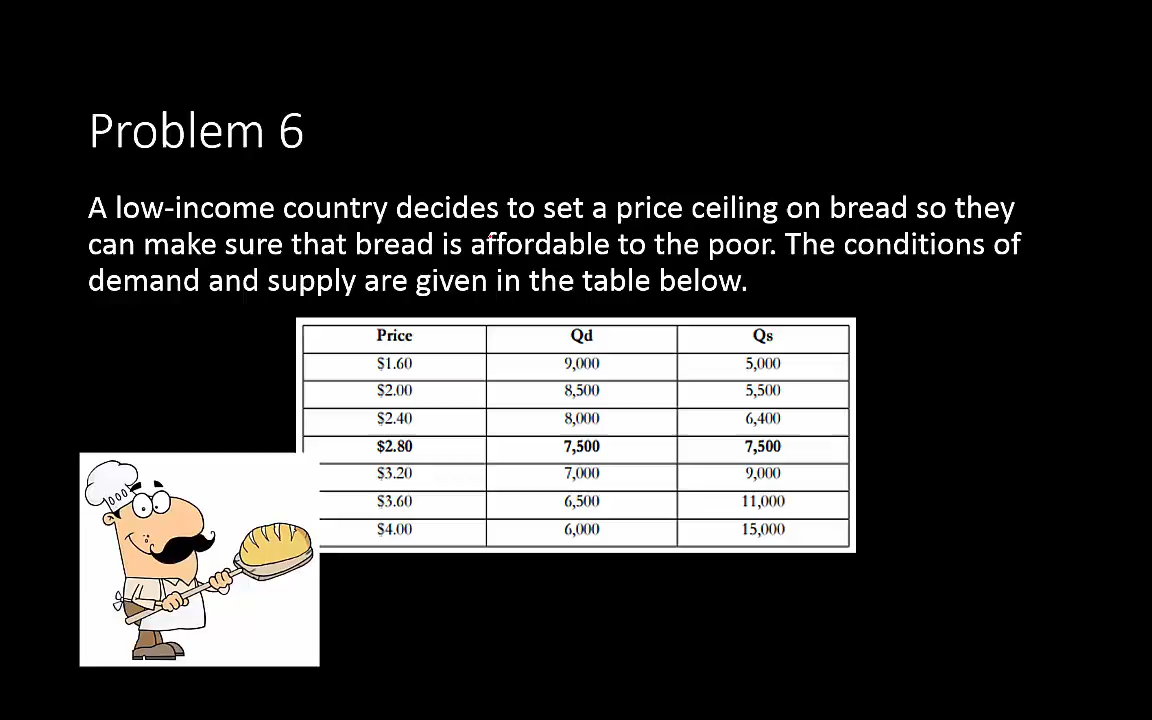 Problem 6
A low-income country decides to set a price ceiling on bread so they
can make sure that bread is affordable to the poor. The conditions of
demand and supply are given in the table below.
Price Qd Qs
$1.60 9,000 5,000
$2.00 8,500 5,500
$2.40 8,000 6,400
$2.80 7,500 7,500
$3.20 7,000 9,000
$3.60 6,500 11,000
$4.00 6,000 15,000